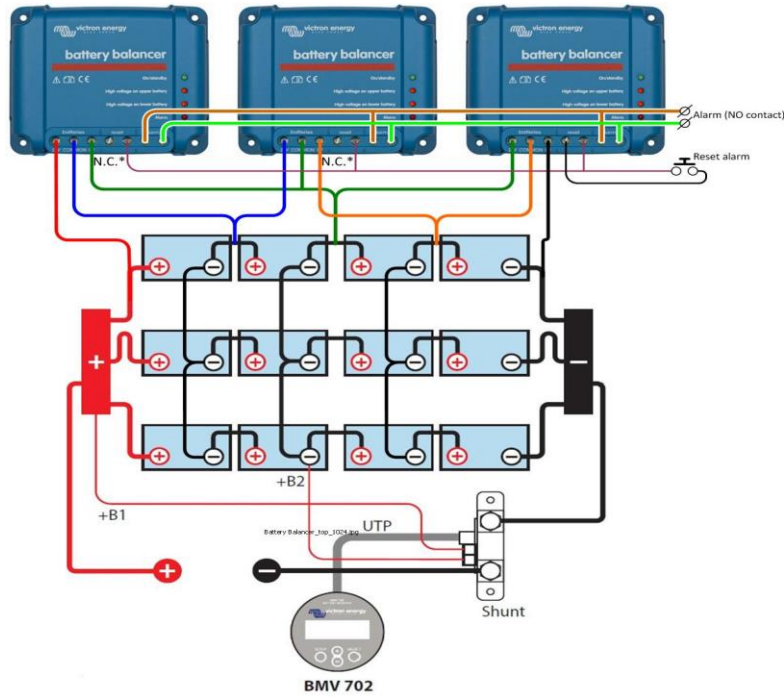 victron energy
victron energy
victron energy
battery balancer
battery balancer
battery balancer
On/standby
On/standby
On/standby
High voltage on upper battery
High voltage on upper battery
High voltage on upper battery
High voltage on lower battery
High voltage on lower battery
High voltage on lower battery
Alarm
Alarm (NO contact)
N.C.*
N.C.*
Reset alarm
+ − + − + − + −
+
−
+ − + − + − + −
+ − + − + − + −
+B2
+B1
UTP
Battery Balancer_top_1024.jpg
+
−
Shunt
victron energy
BMV 702